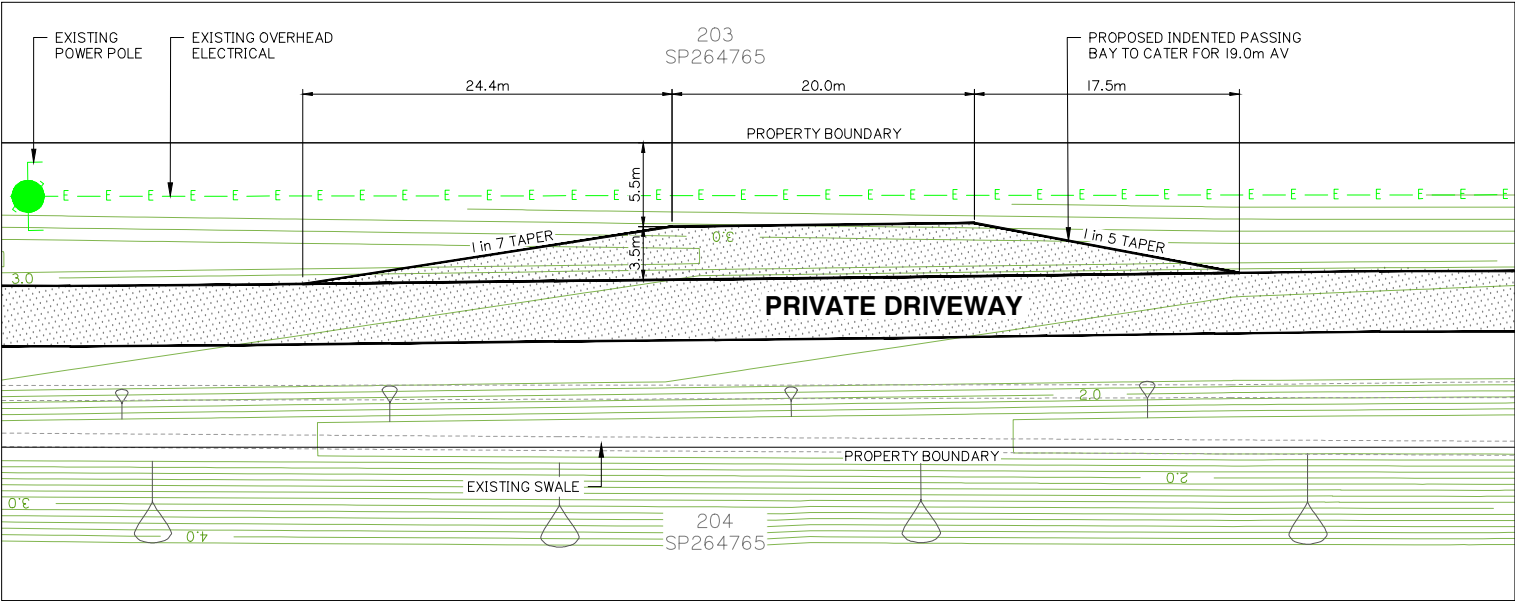 EXISTING
POWER POLE
EXISTING OVERHEAD
ELECTRICAL
203
SP264765
PROPOSED INDENTED PASSING
BAY TO CATER FOR 19.0m AV
24.4m
20.0m
17.5m
PROPERTY BOUNDARY
E E E E E E E E E E E E E E E E E E E E E E E E E E E E E E E E E E E
5.5m
1 in 7 TAPER
3.5m
3.0
1 in 5 TAPER
3.0
PRIVATE DRIVEWAY
2.0
PROPERTY BOUNDARY
2.0
EXISTING SWALE
3.0
204
SP264765
4.0